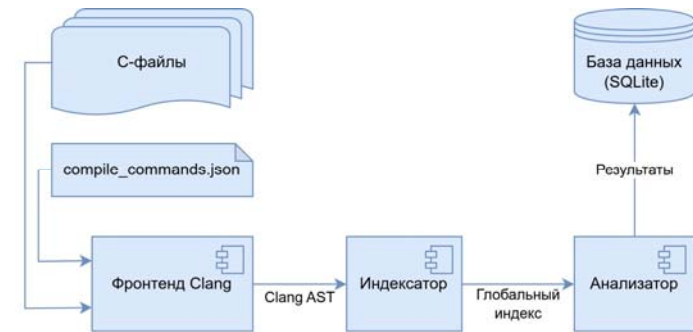 С-файлы
База данных
(SQLite)
compile_commands.json
Результаты
Фронтенд Clang
Clang AST
Индексатор
Глобальный
индекс
Анализатор